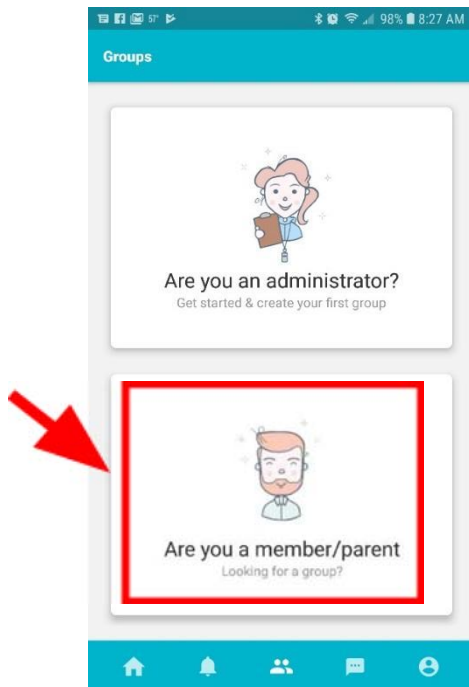 57° 98% 8:27 AM
Groups
Are you an administrator?
Get started & create your first group
Are you a member/parent
Looking for a group?